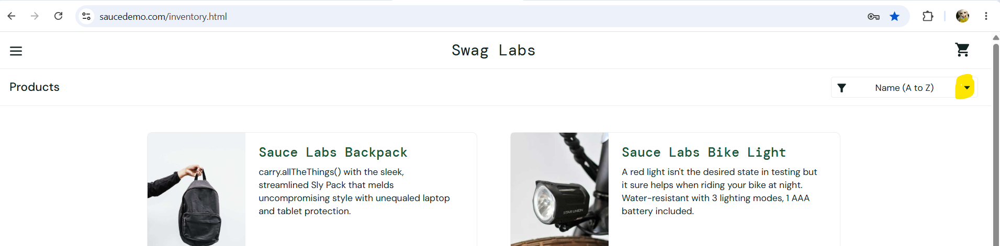 saucedemo.com/inventory.html
Swag Labs
Products
Name (A to Z)
Sauce Labs Backpack
carry.allTheThings() with the sleek,
streamlined Sly Pack that melds
uncompromising style with unequaled laptop
and tablet protection.
Sauce Labs Bike Light
A red light isn't the desired state in testing but
it sure helps when riding your bike at night.
Water-resistant with 3 lighting modes, 1 AAA
battery included.
STAR UNION